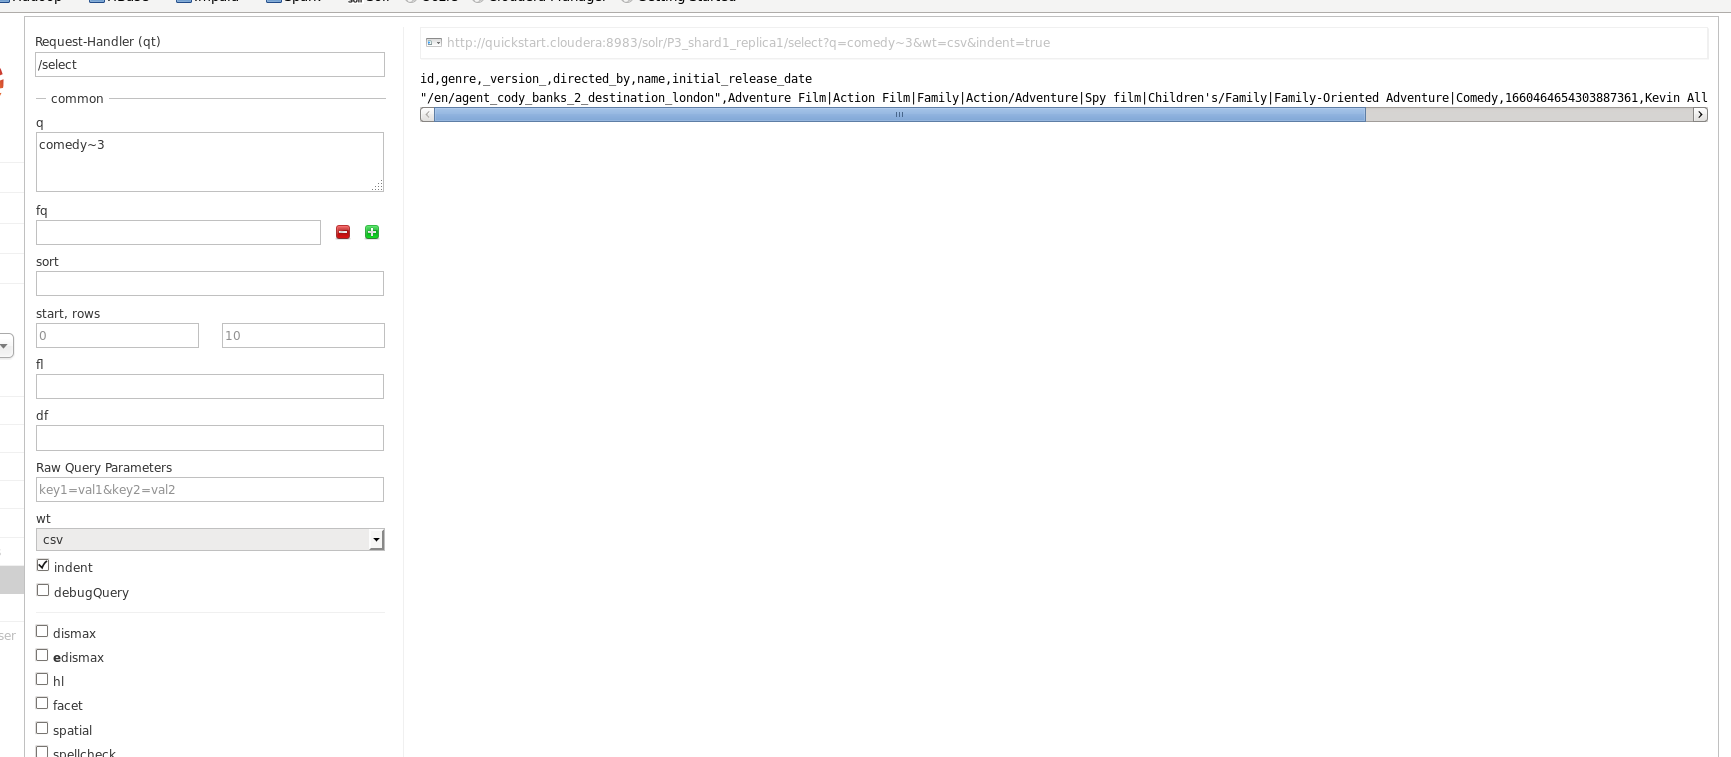 Request-Handler (qt)
/select
common
q
comedy~3
fq
sort
start, rows
0 10
fl
df
Raw Query Parameters
key1=val1&key2=val2
wt
csv
indent
debugQuery
dismax
edismax
hl
facet
spatial
spellcheck
ser
http://quickstart.cloudera:8983/solr/P3_shard1_replica1/select?q=comedy~3&wt=csv&indent=true
id,genre,_version_,directed_by,name,initial_release_date
"/en/agent_cody_banks_2_destination_london",Adventure Film|Action Film|Family|Action/Adventure|Spy film|Children's/Family|Family-Oriented Adventure|Comedy,1660464654303887361,Kevin All